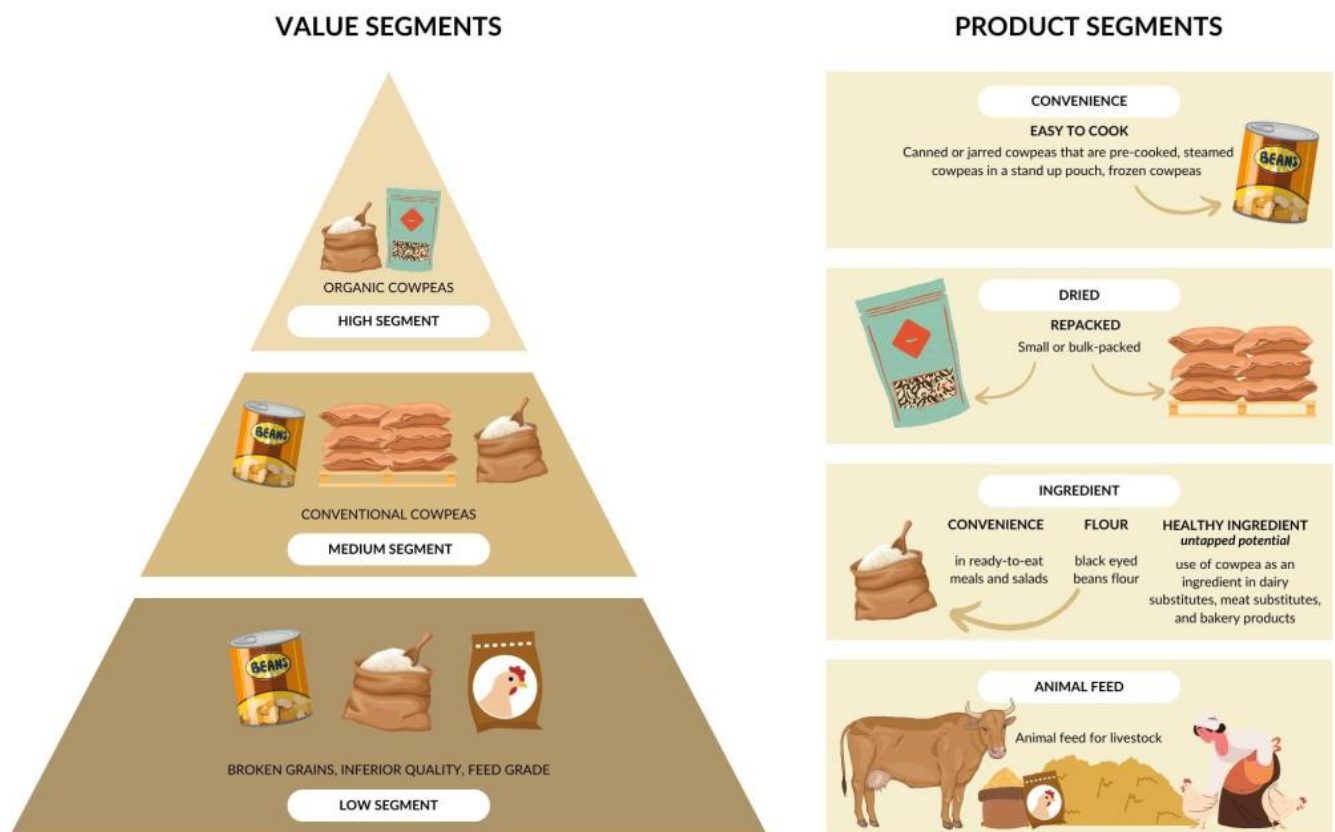 VALUE SEGMENTS
ORGANIC COWPEAS
HIGH SEGMENT
BEANS
CONVENTIONAL COWPEAS
MEDIUM SEGMENT
BEANS
BROKEN GRAINS, INFERIOR QUALITY, FEED GRADE
LOW SEGMENT
PRODUCT SEGMENTS
CONVENIENCE
EASY TO COOK
Canned or jarred cowpeas that are pre-cooked, steamed
cowpeas in a stand up pouch, frozen cowpeas
BEANS
DRIED
REPACKED
Small or bulk-packed
INGREDIENT
CONVENIENCE
in ready-to-eat
meals and salads
FLOUR
black eyed
beans flour
HEALTHY INGREDIENT
untapped potential
use of cowpea as an
ingredient in dairy
substitutes, meat substitutes,
and bakery products
ANIMAL FEED
Animal feed for livestock